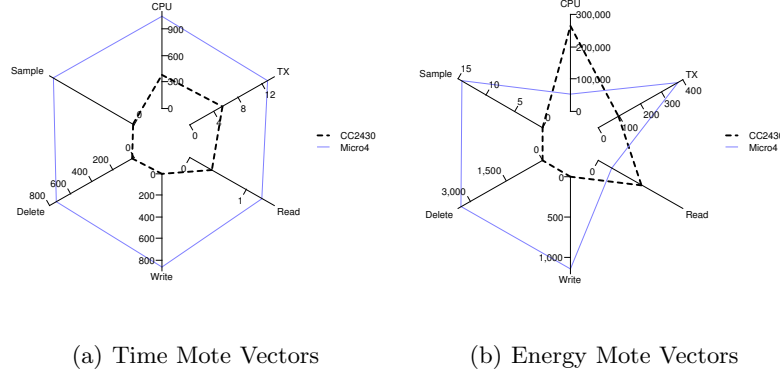 CPU
900
600
300
0
TX
12
8
4
0
Sample
0
0
200
400
600
800
Delete
0
1
Read
0
200
400
600
800
Write
CC2430
Micro4
(a) Time Mote Vectors
CPU
300,000
200,000
100,000
0
TX
400
300
200
100
0
Sample
15
10
5
0
0
1,500
3,000
Delete
0
Read
0
500
1,000
Write
CC2430
Micro4
(b) Energy Mote Vectors